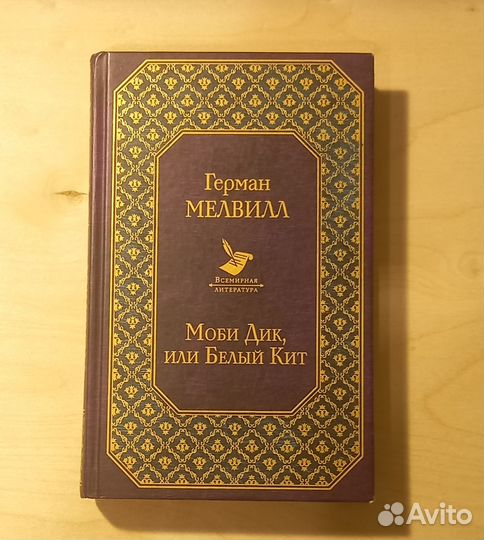 Герман
МЕЛВИЛЛ
Всемирная
литература
Моби Дик,
или Белый Кит
Avito